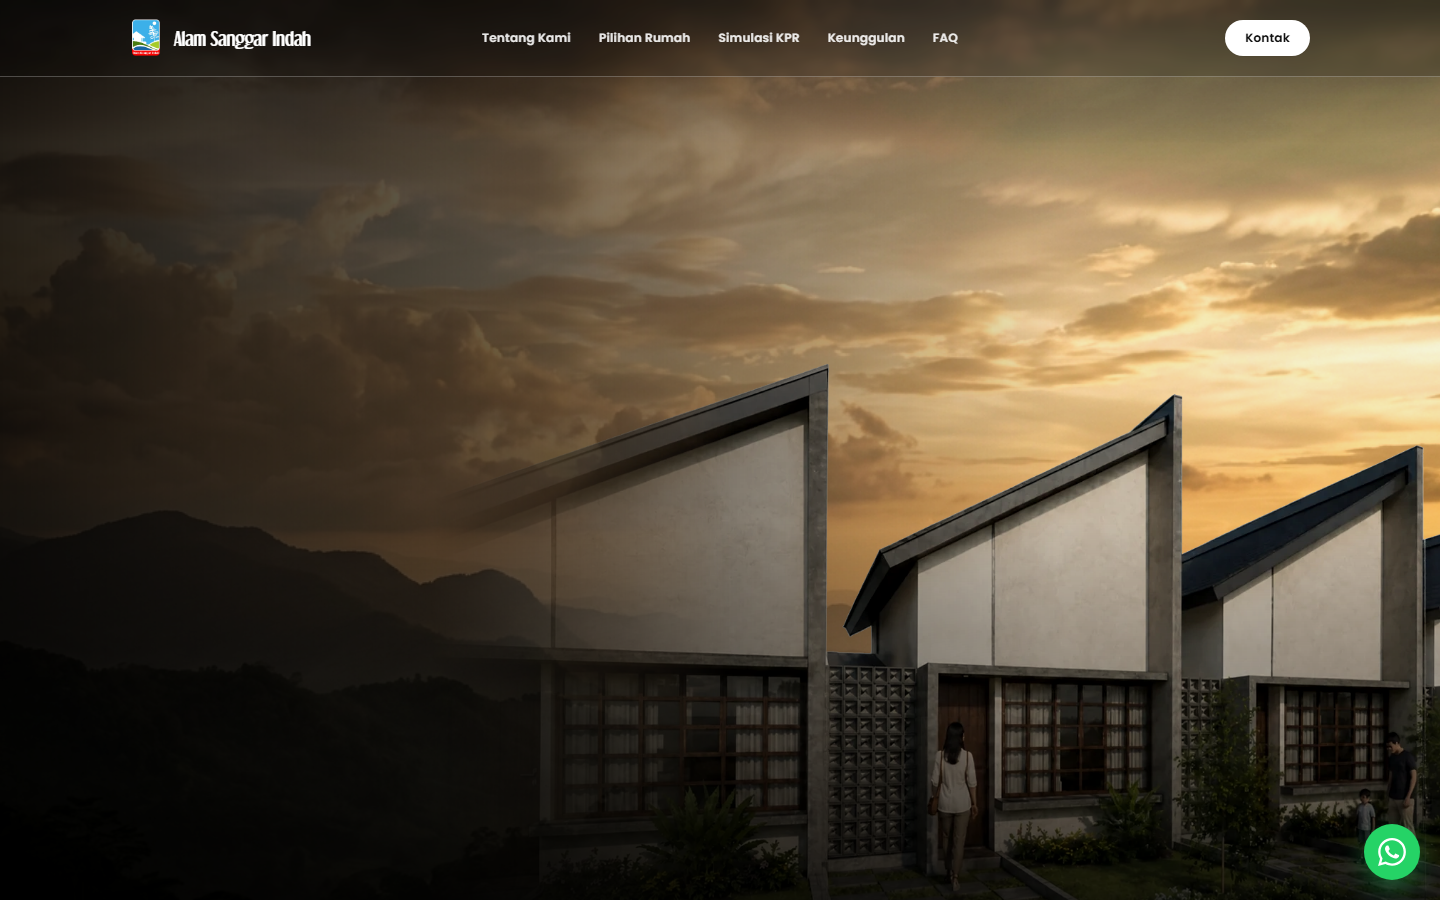 Alam Sanggar Indah
Tentang Kami
Pilihan Rumah
Simulasi KPR
Keunggulan
FAQ
Kontak